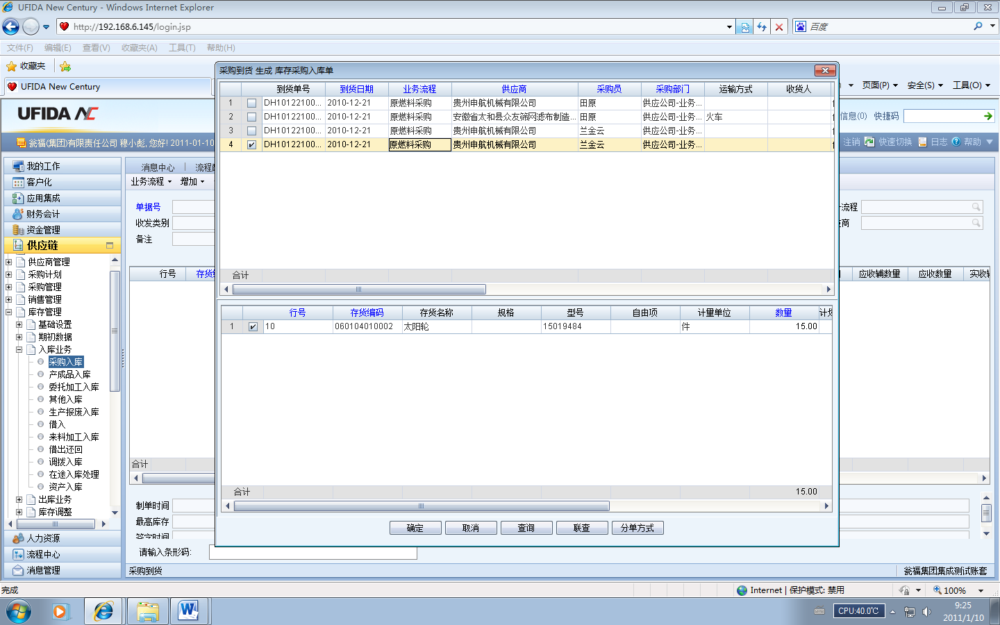 UFIDA New Century - Windows Internet Explorer
http://192.168.6.145/login.jsp
百度
文件(F) 编辑(E) 查看(V) 收藏夹(A) 工具(T) 帮助(H)
收藏夹
UFIDA New Century
页面(P) 安全(S) 工具(O)
UFIDA NC
信息(0) 快捷码
瓮福(集团)有限责任公司 穆小彪, 您好! 2011-01-10
注销 快速切换 日志 帮助
我的工作
客户化
应用集成
财务会计
资金管理
供应链
供应商管理
采购计划
采购管理
销售管理
库存管理
基础设置
期初数据
入库业务
采购入库
产成品入库
委托加工入库
其他入库
生产报废入库
借入
来料加工入库
借出还回
调拨入库
在途入库处理
资产入库
出库业务
库存调整
人力资源
流程中心
消息管理
消息中心 流程
业务流程 增加
单据号
收发类别
备注
流程
商
行号 存货
应收辅数量 应收数量 实收
合计
制单时间
最高库存
签字时间
请输入条形码:
采购到货
瓮福集团集成测试账套
采购到货 生成 库存采购入库单
到货单号 到货日期 业务流程 供应商 采购员 采购部门 运输方式 收货人
1 DH10122100... 2010-12-21 原燃料采购 贵州申航机械有限公司 田原 供应公司-业务...
2 DH10122100... 2010-12-21 原燃料采购 安徽省太和县众友筛网滤布制造... 田原 供应公司-业务... 火车
3 DH10122100... 2010-12-21 原燃料采购 贵州申航机械有限公司 兰金云 供应公司-业务...
4 DH10122100... 2010-12-21 原燃料采购 贵州申航机械有限公司 兰金云 供应公司-业务...
合计
行号 存货编码 存货名称 规格 型号 自由项 计量单位 数量 计划
1 10 060104010002 太阳轮 15019484 件 15.00
合计 15.00
确定 取消 查询 联查 分单方式
完成
Internet | 保护模式: 禁用
100%
CPU:40.0℃
9:25
2011/1/10